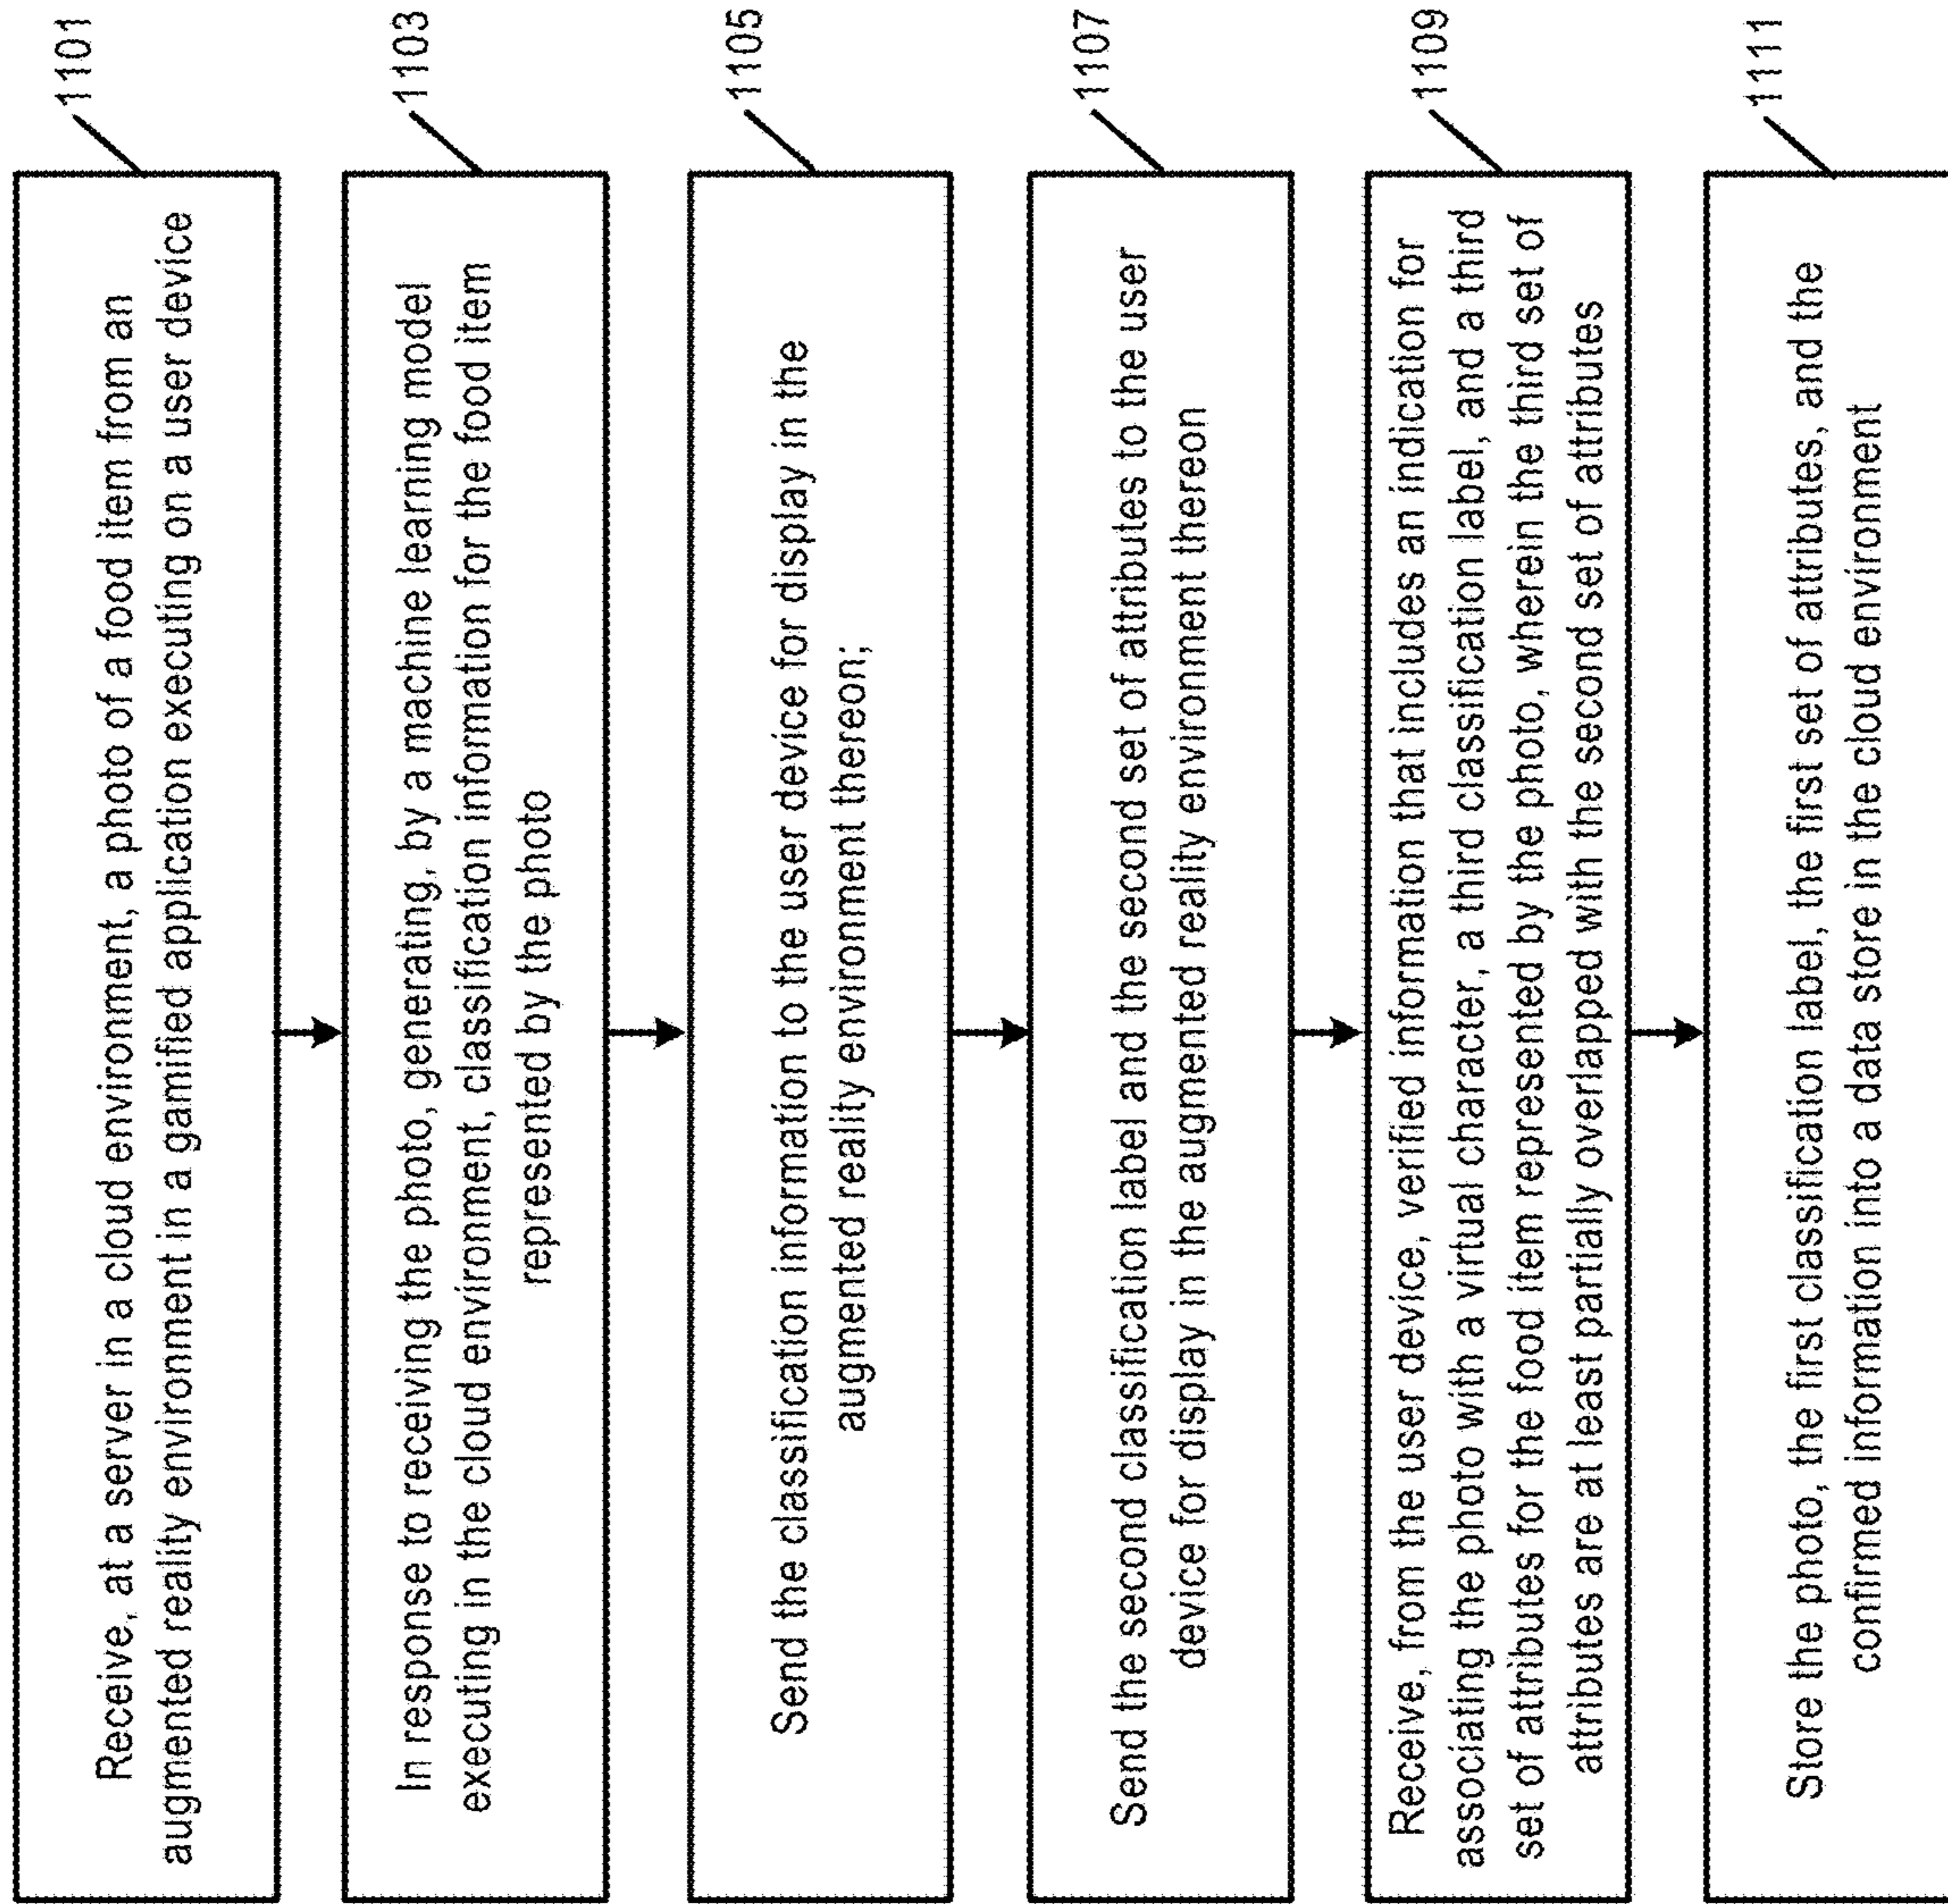 Receive, at a server in a cloud environment, a photo of a food item from an
augmented reality environment in a gamified application executing on a user device
1101
In response to receiving the photo, generating, by a machine learning model
executing in the cloud environment, classification information for the food item
represented by the photo
1103
Send the classification information to the user device for display in the
augmented reality environment thereon;
1105
Send the second classification label and the second set of attributes to the user
device for display in the augmented reality environment thereon
1107
Receive, from the user device, verified information that includes an indication for
associating the photo with a virtual character, a third classification label, and a third
set of attributes for the food item represented by the photo, wherein the third set of
attributes are at least partially overlapped with the second set of attributes
1109
Store the photo, the first classification label, the first set of attributes, and the
confirmed information into a data store in the cloud environment
1111